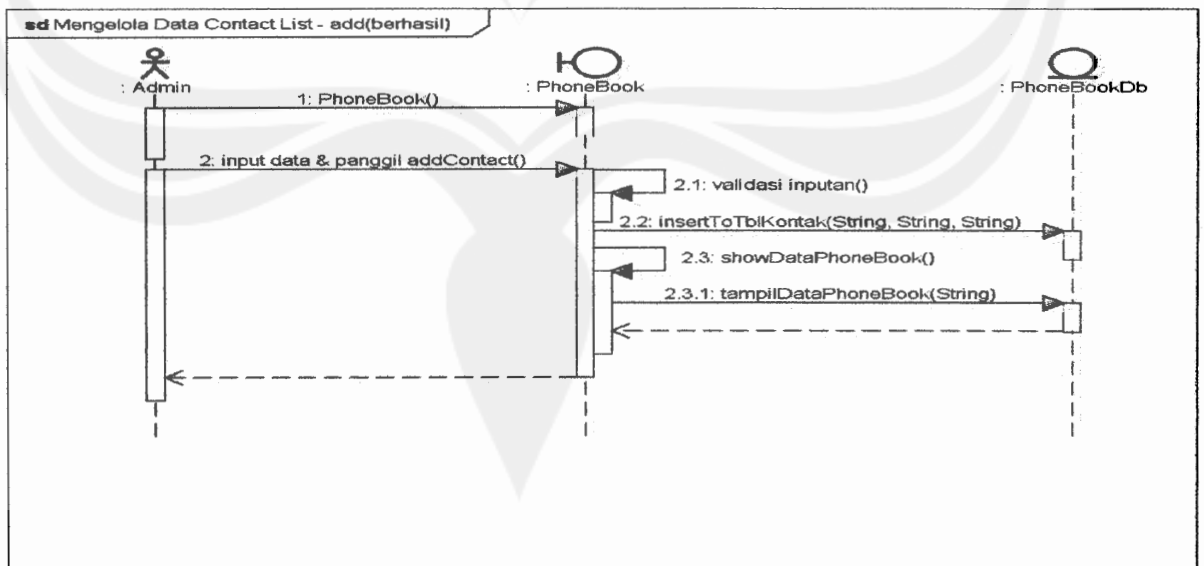 sd Mengelola Data Contact List - add(berhasil)
: Admin
: PhoneBook
: PhoneBookDb
1: PhoneBook()
2: input data & panggil addContact()
2.1: validasi inputan()
2.2: insertToTblKontak(String, String, String)
2.3: showDataPhoneBook()
2.3.1: tampilDataPhoneBook(String)